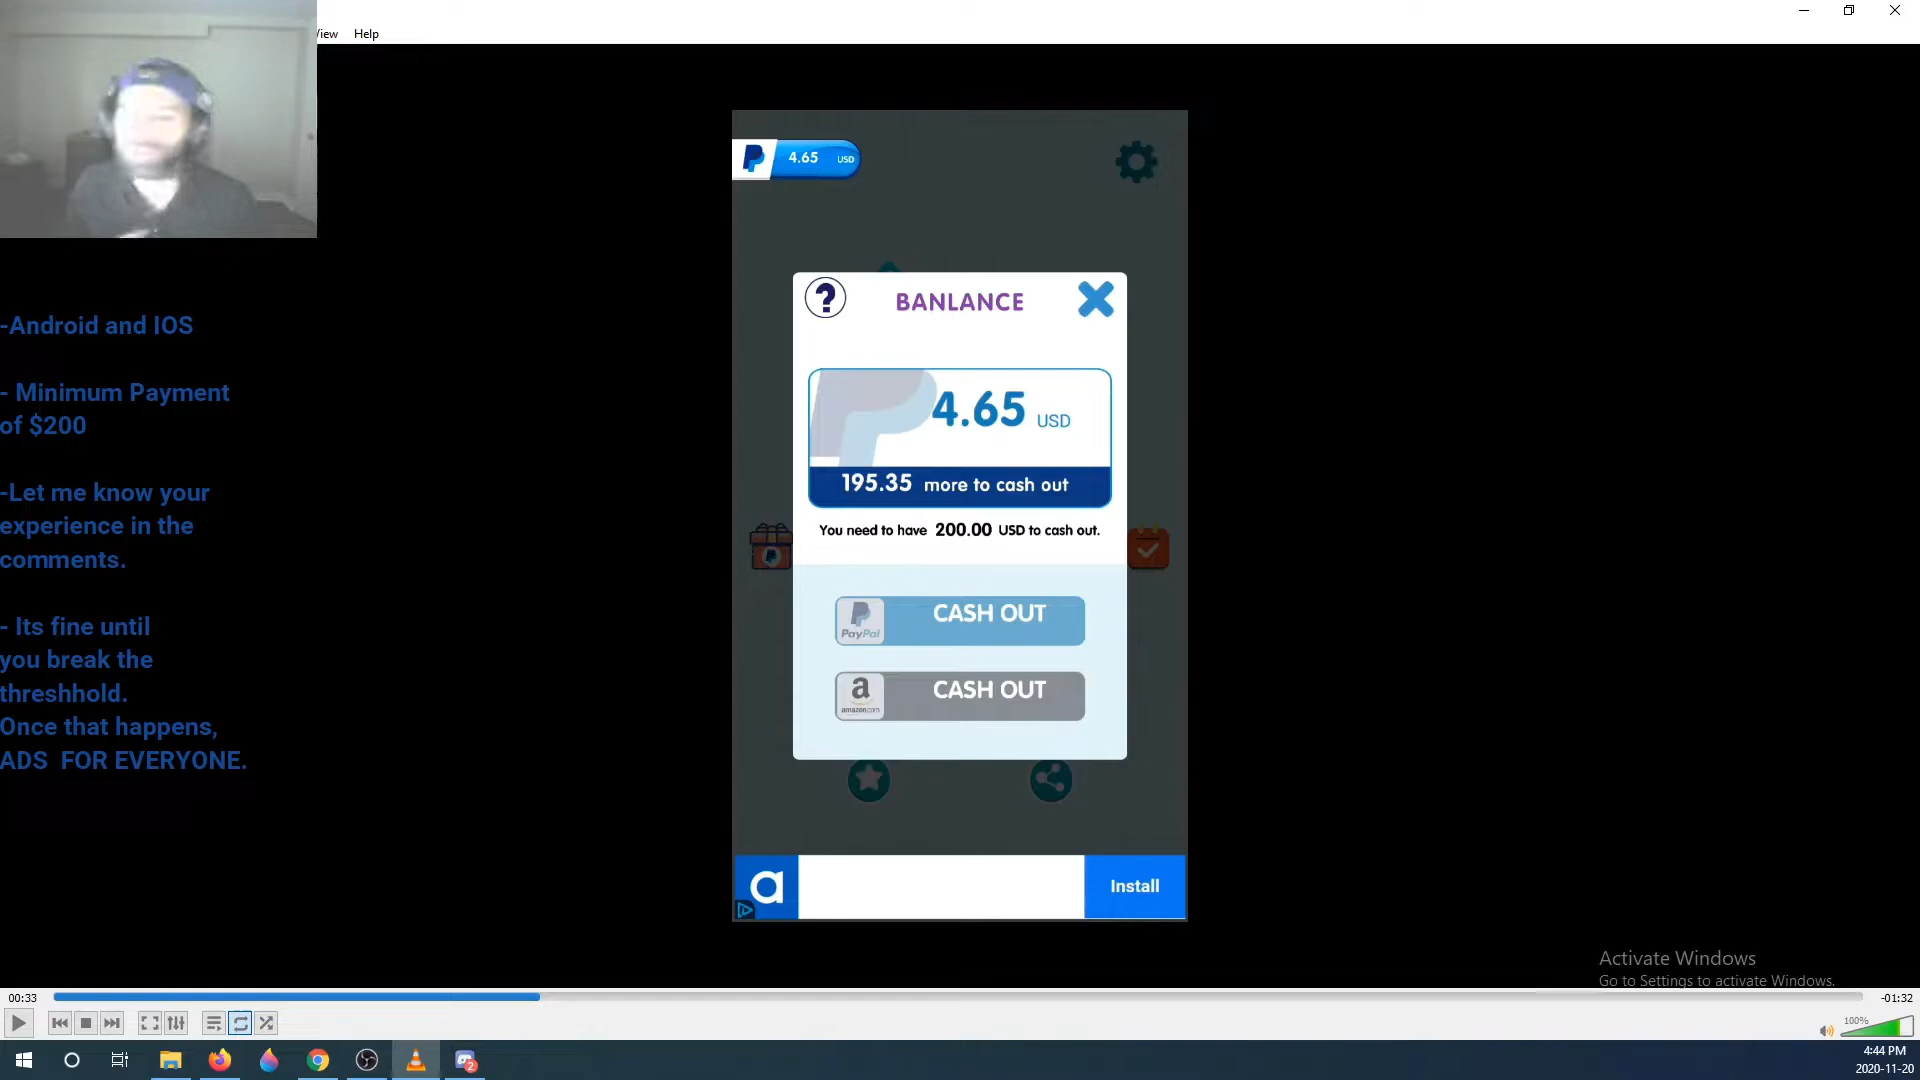 View Help
4.65 USD
BANLANCE
?
4.65 USD
195.35 more to cash out
You need to have 200.00 USD to cash out.
PayPal CASH OUT
a amazon.com CASH OUT
a
Install
-Android and IOS
- Minimum Payment
of $200
-Let me know your
experience in the
comments.
- Its fine until
you break the
threshhold.
Once that happens,
ADS FOR EVERYONE.
Activate Windows
Go to Settings to activate Windows.
00:33
-01:32
100%
2
4:44 PM
2020-11-20